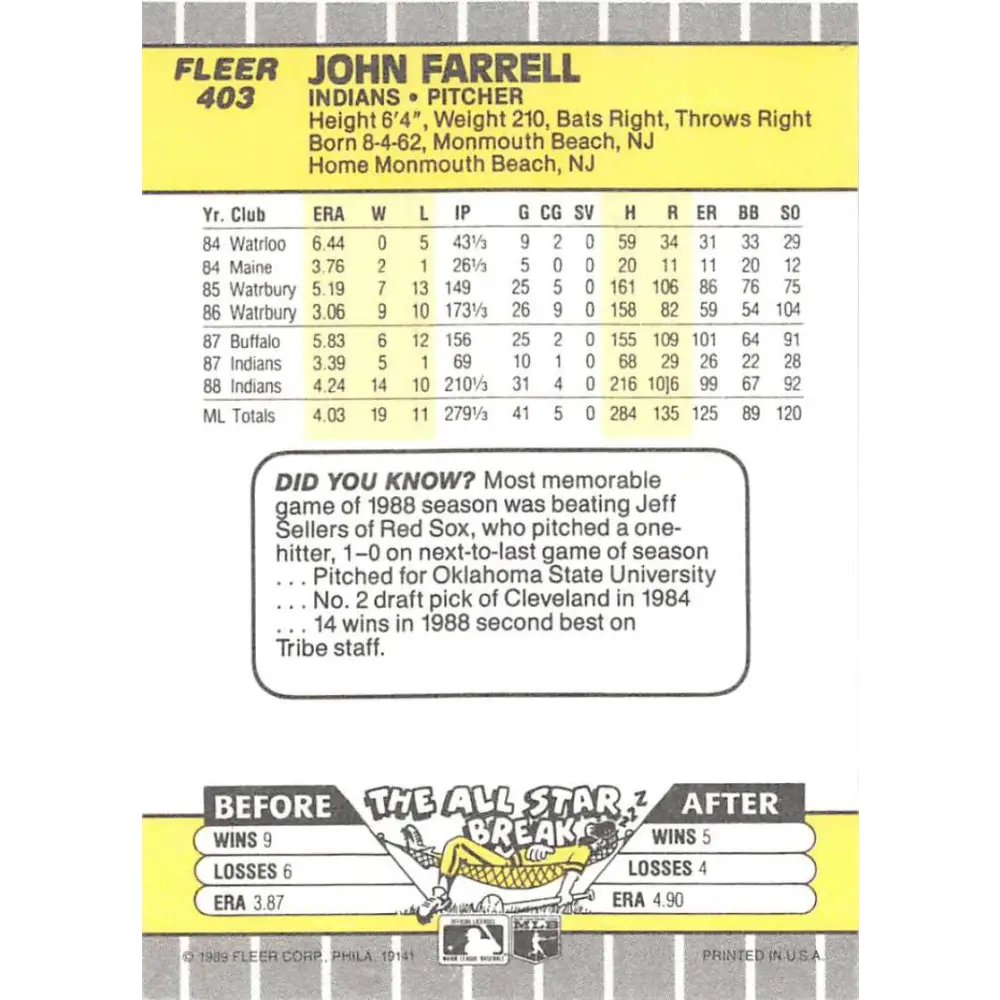 FLEER
403
JOHN FARRELL
INDIANS • PITCHER
Height 6'4", Weight 210, Bats Right, Throws Right
Born 8-4-62, Monmouth Beach, NJ
Home Monmouth Beach, NJ
Yr. Club ERA W L IP G CG SV H R ER BB SO
84 Watrloo 6.44 0 5 43⅓ 9 2 0 59 34 31 33 29
84 Maine 3.76 2 1 26⅓ 5 0 0 20 11 11 20 12
85 Watrbury 5.19 7 13 149 25 5 0 161 106 86 76 75
86 Watrbury 3.06 9 10 173⅓ 26 9 0 158 82 59 54 104
87 Buffalo 5.83 6 12 156 25 2 0 155 109 101 64 91
87 Indians 3.39 5 1 69 10 1 0 68 29 26 22 28
88 Indians 4.24 14 10 210⅓ 31 4 0 216 10]6 99 67 92
ML Totals 4.03 19 11 279⅓ 41 5 0 284 135 125 89 120
DID YOU KNOW? Most memorable
game of 1988 season was beating Jeff
Sellers of Red Sox, who pitched a one-
hitter, 1–0 on next-to-last game of season
. . . Pitched for Oklahoma State University
. . . No. 2 draft pick of Cleveland in 1984
. . . 14 wins in 1988 second best on
Tribe staff.
BEFORE THE ALL STAR BREAK AFTER
zZZ
WINS 9
LOSSES 6
ERA 3.87
WINS 5
LOSSES 4
ERA 4.90
OFFICIAL LICENSEE
MAJOR LEAGUE BASEBALL
MLB
© 1989 FLEER CORP., PHILA. 19141
PRINTED IN U.S.A.